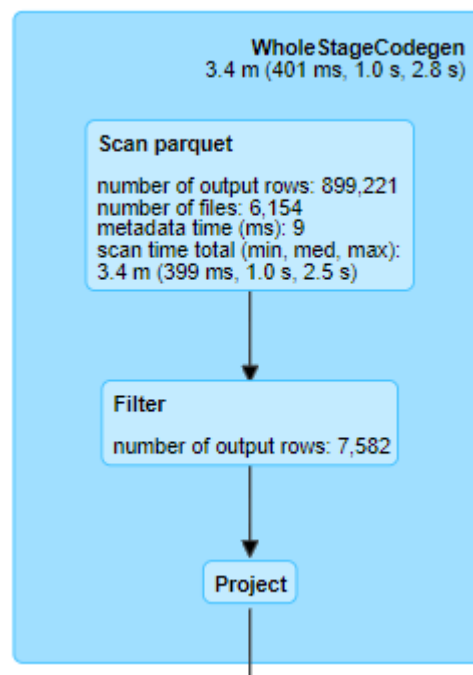 WholeStageCodegen
3.4 m (401 ms, 1.0 s, 2.8 s)
Scan parquet
number of output rows: 899,221
number of files: 6,154
metadata time (ms): 9
scan time total (min, med, max):
3.4 m (399 ms, 1.0 s, 2.5 s)
Filter
number of output rows: 7,582
Project